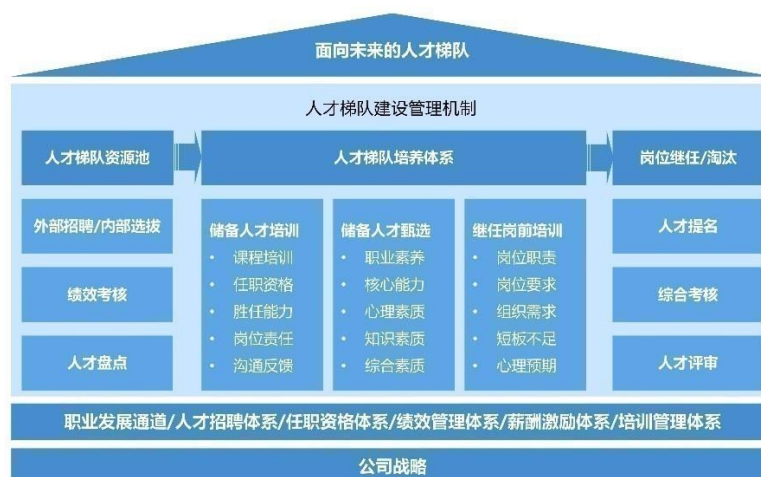 面向未来的人才梯队
人才梯队建设管理机制
人才梯队资源池
人才梯队培养体系
岗位继任/淘汰
外部招聘/内部选拔
绩效考核
人才盘点
储备人才培训
• 课程培训
• 任职资格
• 胜任能力
• 岗位责任
• 沟通反馈
储备人才甄选
• 职业素养
• 核心能力
• 心理素质
• 知识素质
• 综合素质
继任岗前培训
• 岗位职责
• 岗位要求
• 组织需求
• 短板不足
• 心理预期
人才提名
综合考核
人才评审
职业发展通道/人才招聘体系/任职资格体系/绩效管理体系/薪酬激励体系/培训管理体系
公司战略